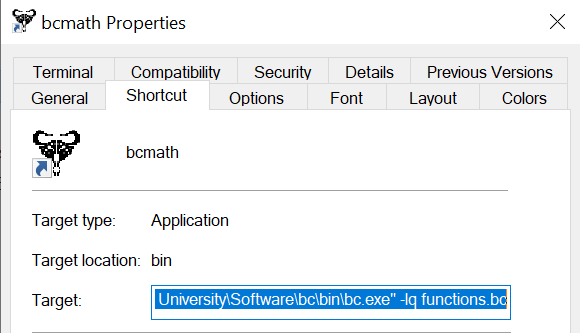 bcmath Properties
Terminal Compatibility Security Details Previous Versions
General Shortcut Options Font Layout Colors
bcmath
Target type: Application
Target location: bin
Target: University\Software\bc\bin\bc.exe" -lq functions.bc